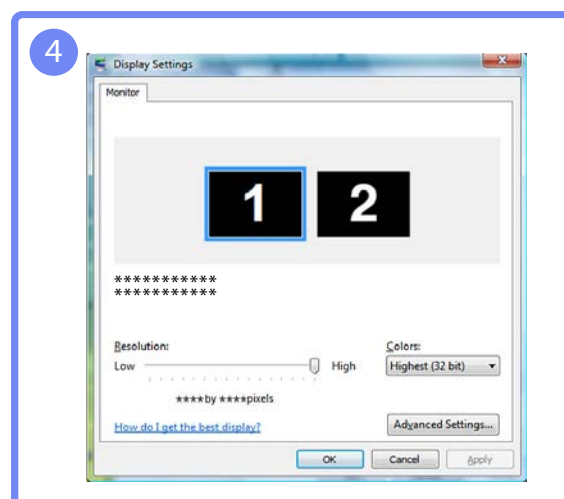 4
Display Settings
Monitor
1 2
***********
***********
Resolution: Colors:
Low High Highest (32 bit)
****by ****pixels
How do I get the best display? Advanced Settings...
OK Cancel Apply